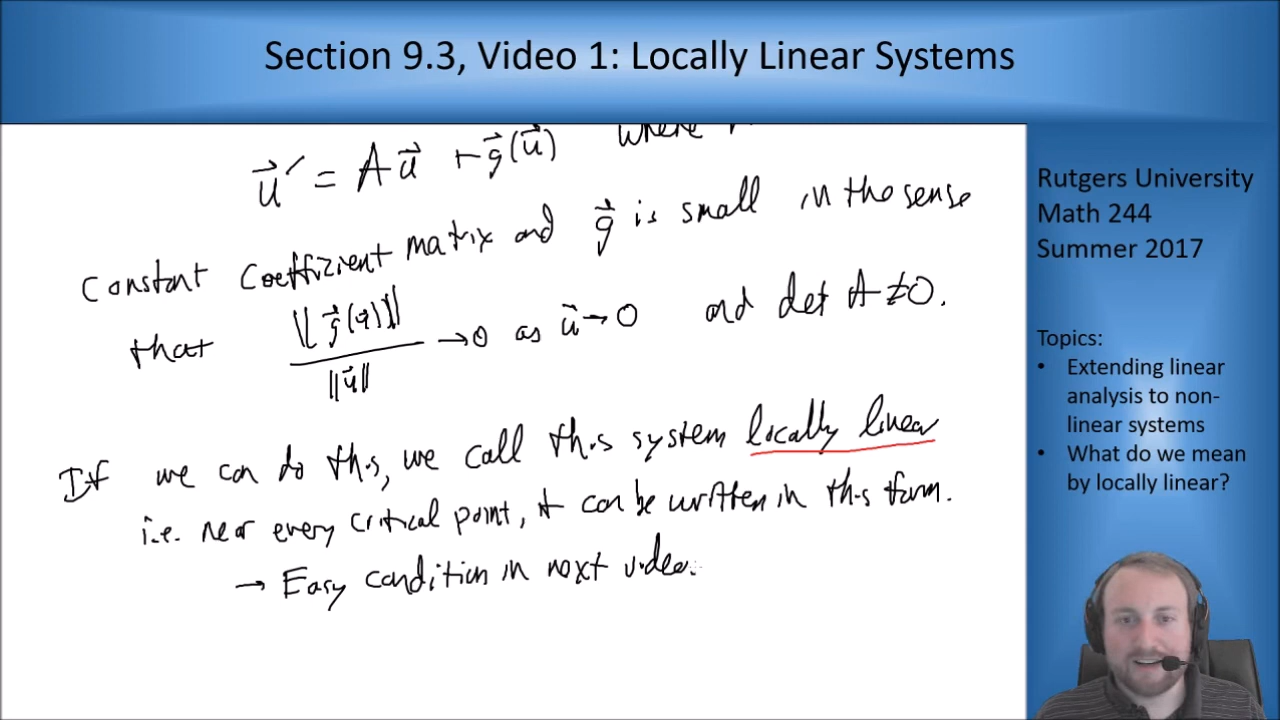 Section 9.3, Video 1: Locally Linear Systems
u⃗′ = Au⃗ + g⃗(u⃗) where
Constant Coefficient matrix and g⃗ is small in the sense
that ‖g⃗(u⃗)‖ / ‖u⃗‖ → 0 as u⃗ → 0 and det A ≠ 0.
If we can do this, we call this system locally linear
i.e. near every critical point, it can be written in this form.
→ Easy condition in next video.
Rutgers University
Math 244
Summer 2017
Topics:
• Extending linear
analysis to non-
linear systems
• What do we mean
by locally linear?